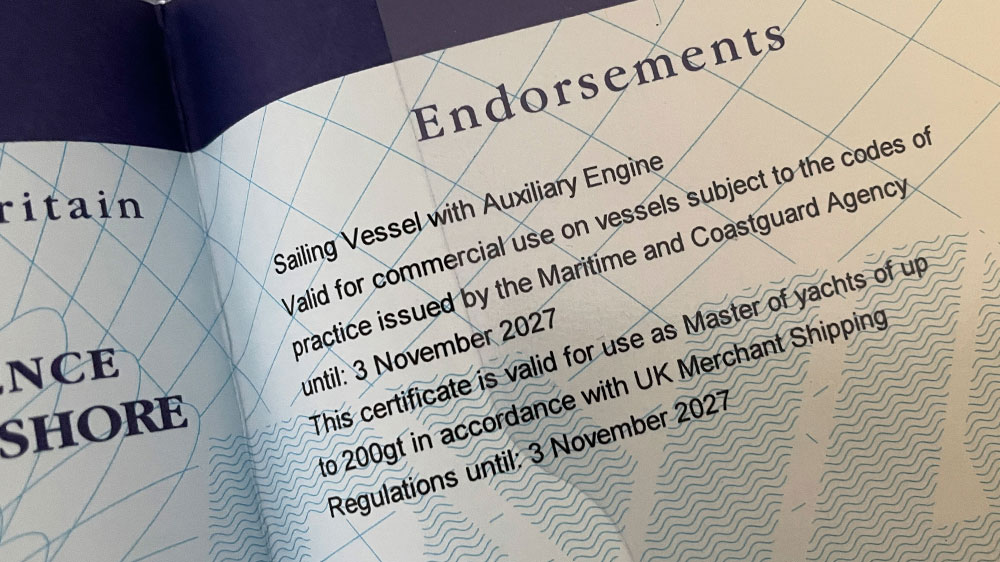 ritain
NCE
SHORE
Endorsements
Sailing Vessel with Auxiliary Engine
Valid for commercial use on vessels subject to the codes of
practice issued by the Maritime and Coastguard Agency
until: 3 November 2027
This certificate is valid for use as Master of yachts of up
to 200gt in accordance with UK Merchant Shipping
Regulations until: 3 November 2027